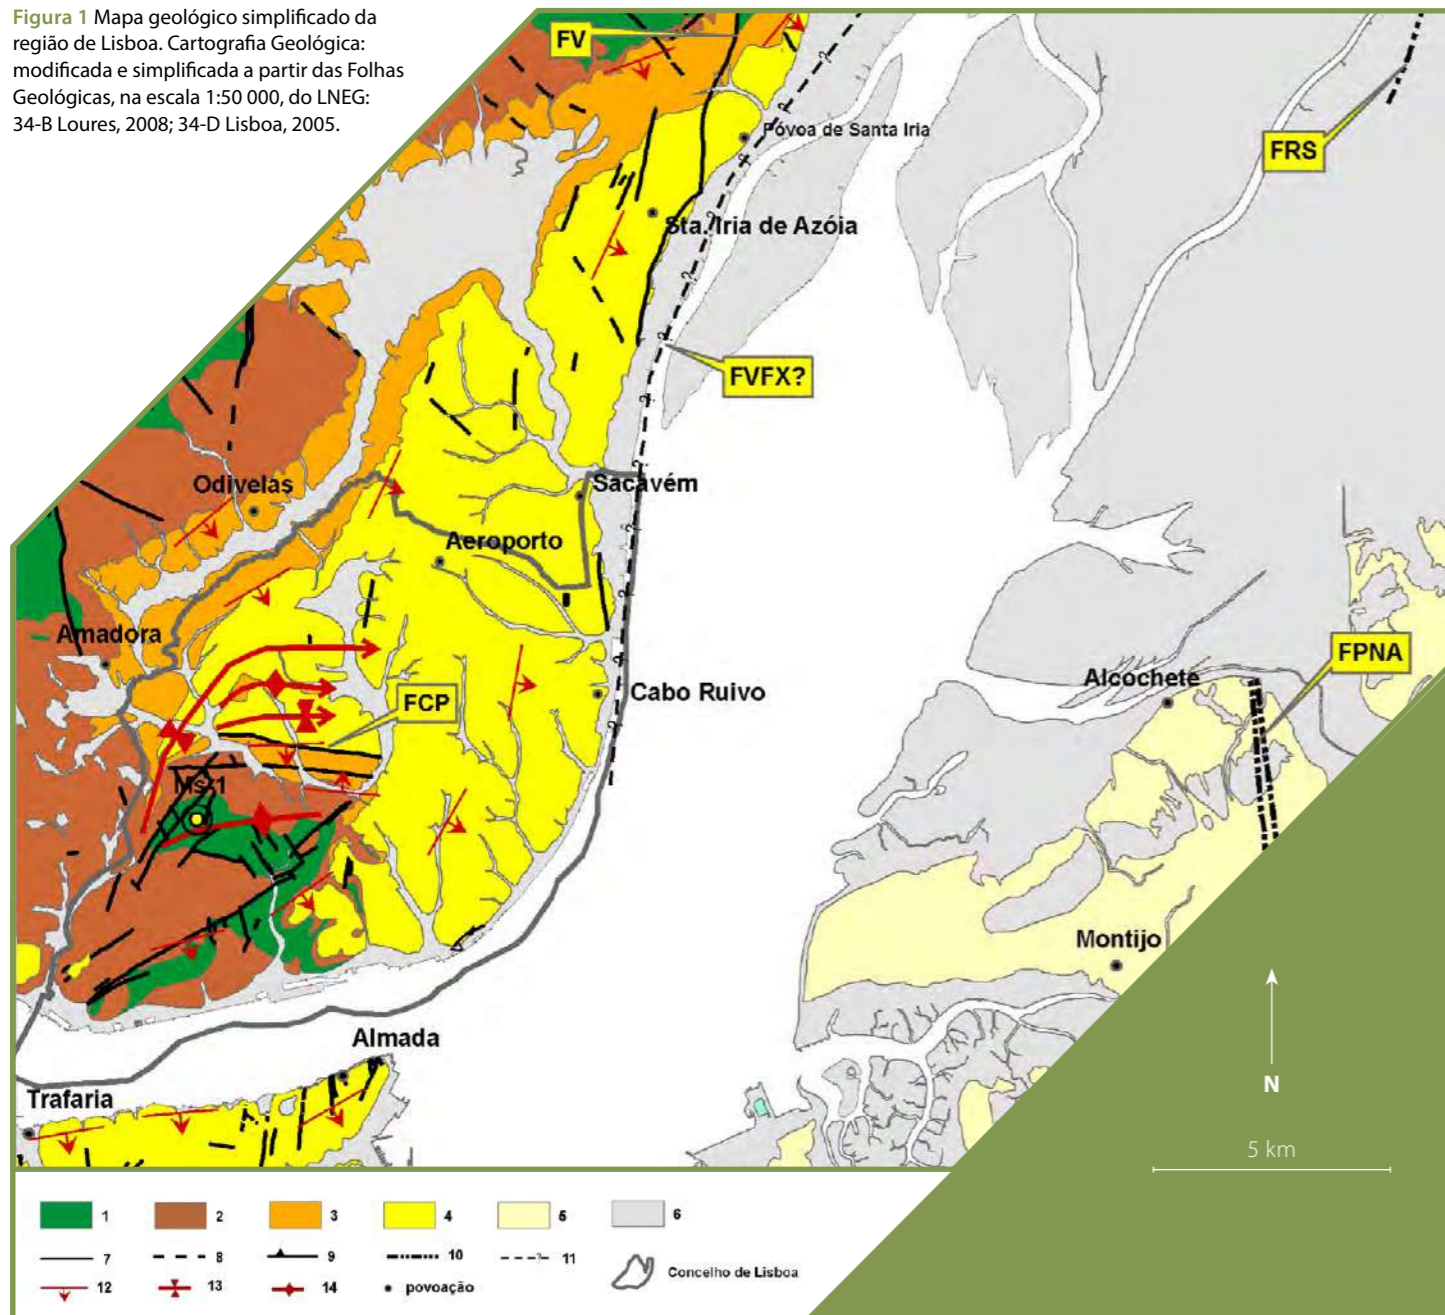 Figura 1 Mapa geológico simplificado da
região de Lisboa. Cartografia Geológica:
modificada e simplificada a partir das Folhas
Geológicas, na escala 1:50 000, do LNEG:
34-B Loures, 2008; 34-D Lisboa, 2005.
FV
Póvoa de Santa Iria
FRS
Sta. Iria de Azóia
FVFX?
Odivelas
Sacavém
Aeroporto
Amadora
FPNA
Alcochete
Cabo Ruivo
FCP
Msz1
Montijo
Almada
Trafaria
N
5 km
1 2 3 4 5 6
7 8 9 10 11
Concelho de Lisboa
12 13 14 povoação